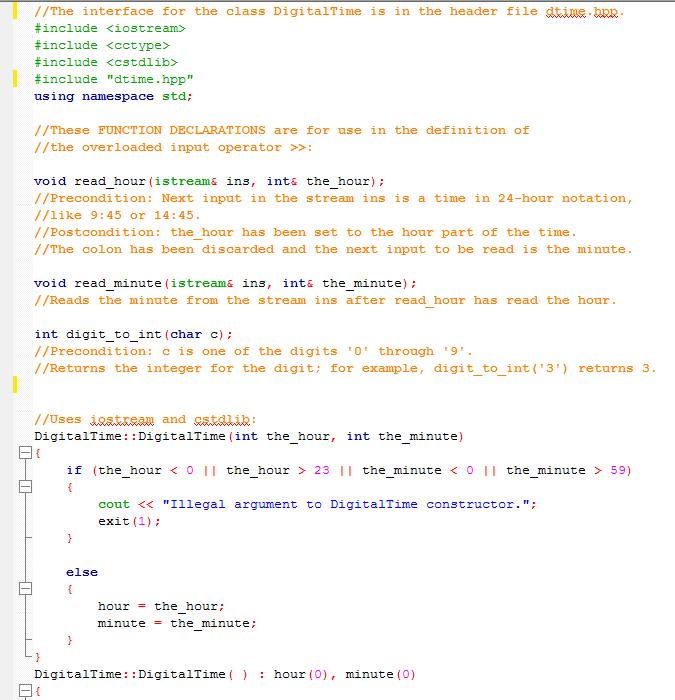 //The interface for the class DigitalTime is in the header file dtime.hpp.
#include <iostream>
#include <cctype>
#include <cstdlib>
#include "dtime.hpp"
using namespace std;
//These FUNCTION DECLARATIONS are for use in the definition of
//the overloaded input operator >>:
void read_hour(istream& ins, int& the_hour);
//Precondition: Next input in the stream ins is a time in 24-hour notation,
//like 9:45 or 14:45.
//Postcondition: the_hour has been set to the hour part of the time.
//The colon has been discarded and the next input to be read is the minute.
void read_minute(istream& ins, int& the_minute);
//Reads the minute from the stream ins after read_hour has read the hour.
int digit_to_int(char c);
//Precondition: c is one of the digits '0' through '9'.
//Returns the integer for the digit; for example, digit_to_int('3') returns 3.
//Uses iostream and cstdlib:
DigitalTime::DigitalTime(int the_hour, int the_minute)
{
if (the_hour < 0 || the_hour > 23 || the_minute < 0 || the_minute > 59)
{
cout << "Illegal argument to DigitalTime constructor.";
exit(1);
}
else
{
hour = the_hour;
minute = the_minute;
}
}
DigitalTime::DigitalTime( ) : hour(0), minute(0)
{